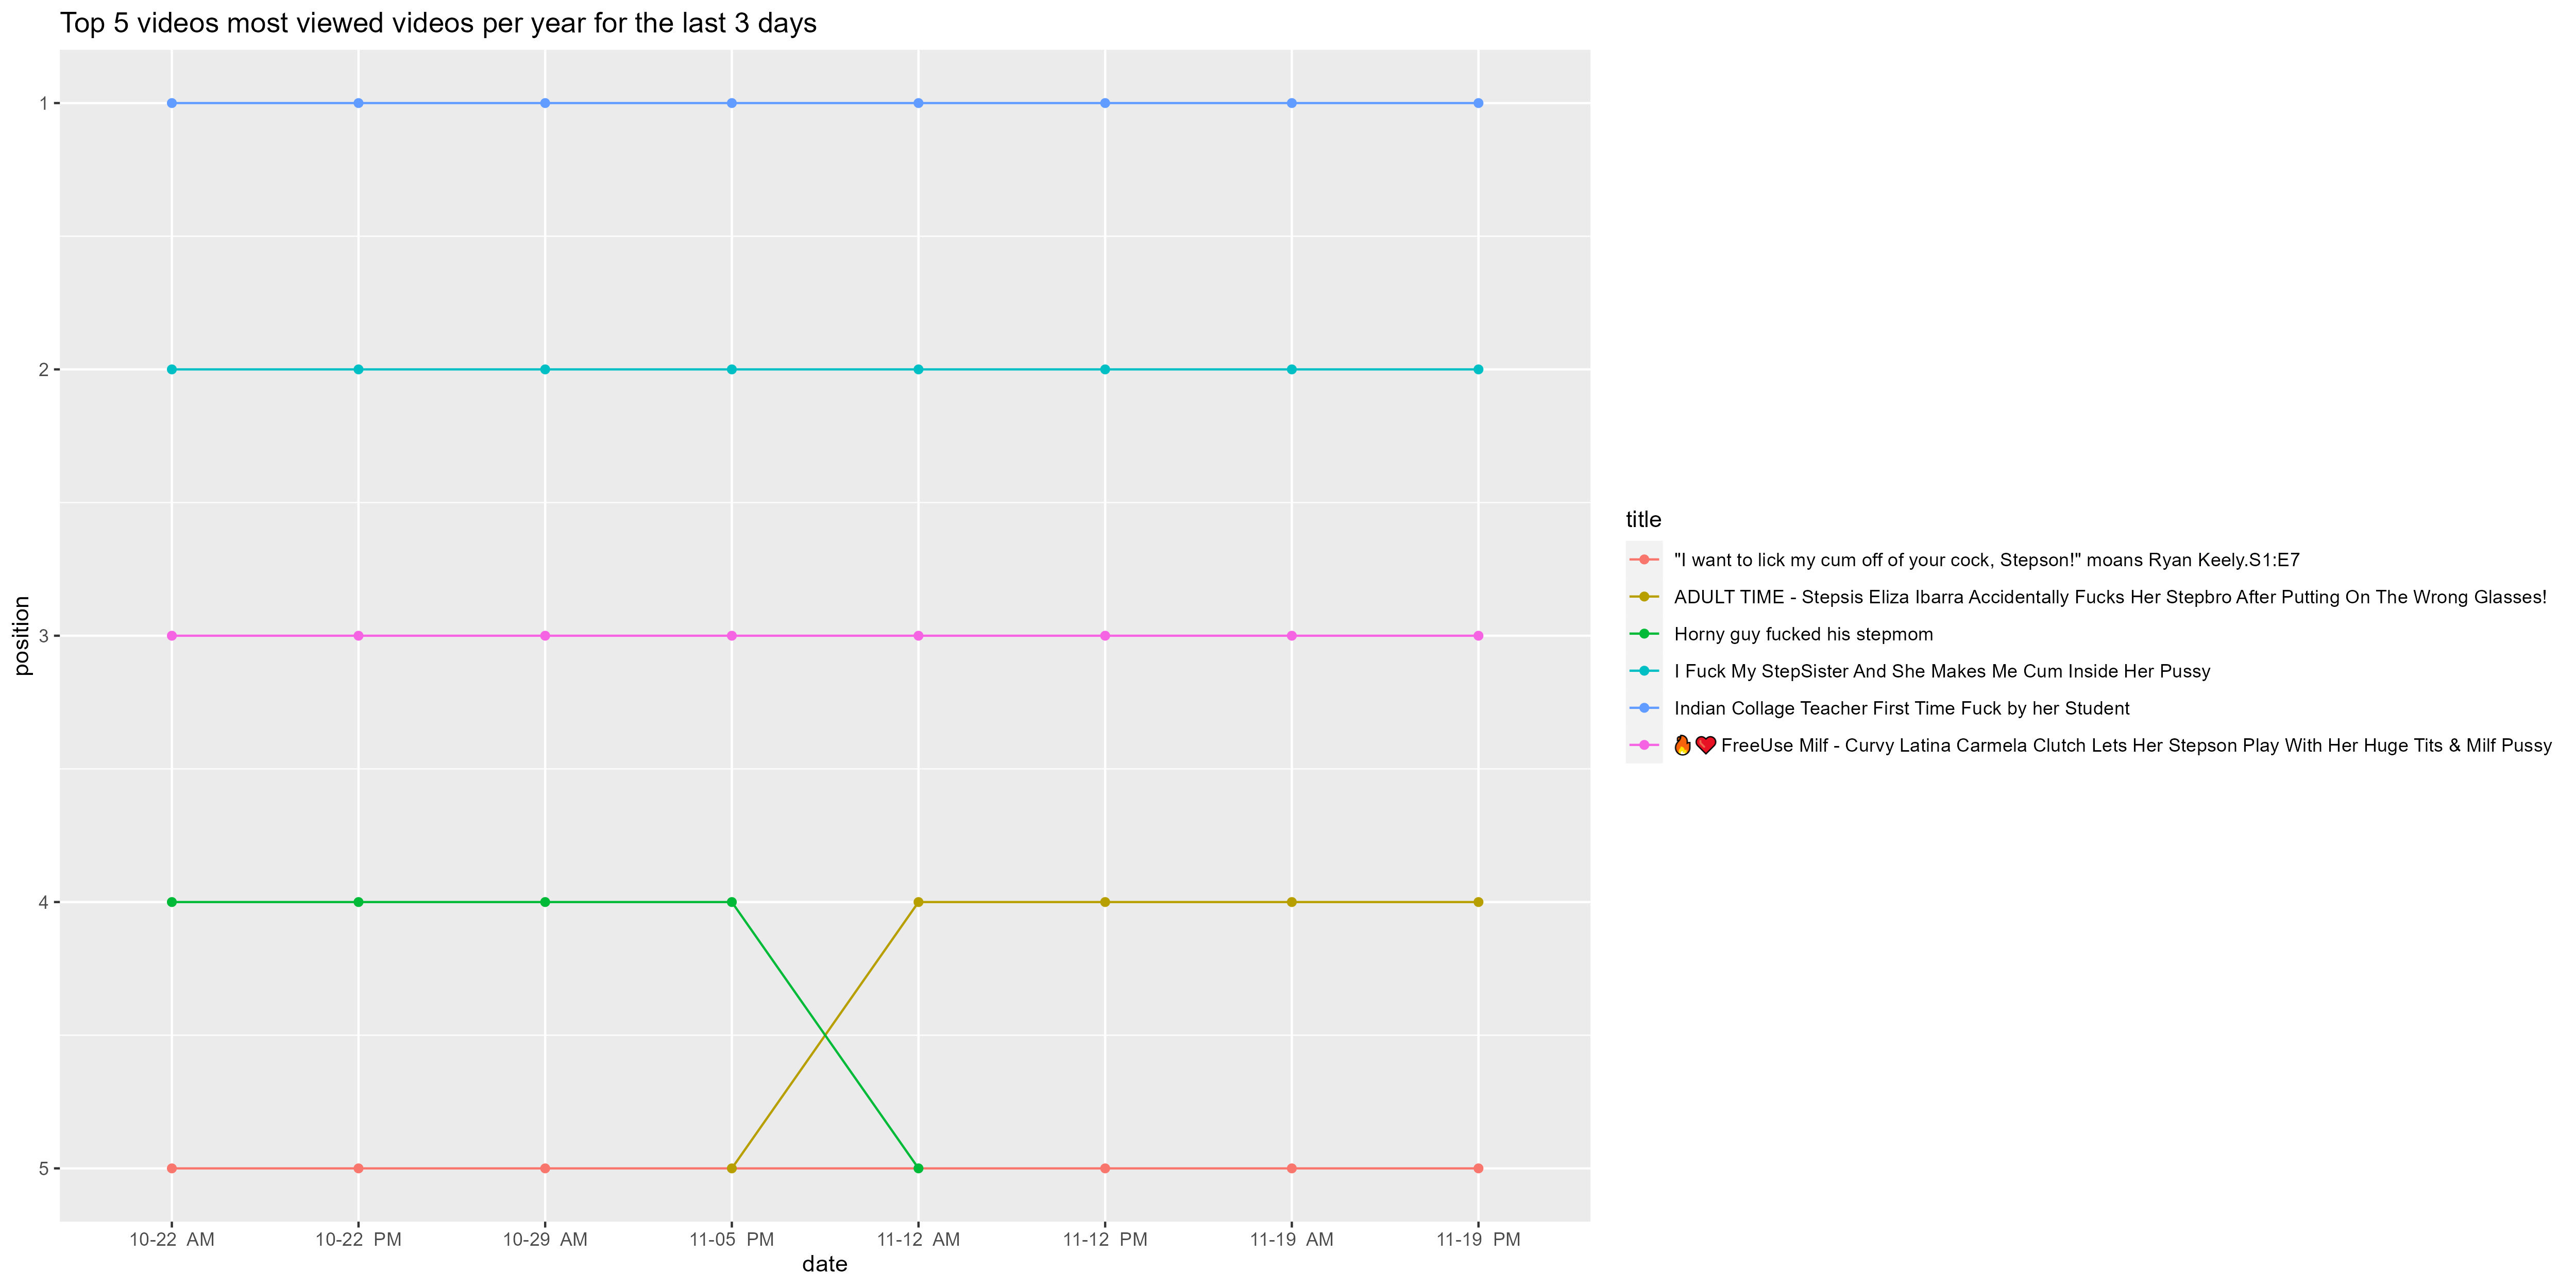 Top 5 videos most viewed videos per year for the last 3 days
1
2
3
4
5
position
10-22 AM
10-22 PM
10-29 AM
11-05 PM
11-12 AM
11-12 PM
11-19 AM
11-19 PM
date
title
"I want to lick my cum off of your cock, Stepson!" moans Ryan Keely.S1:E7
ADULT TIME - Stepsis Eliza Ibarra Accidentally Fucks Her Stepbro After Putting On The Wrong Glasses!
Horny guy fucked his stepmom
I Fuck My StepSister And She Makes Me Cum Inside Her Pussy
Indian Collage Teacher First Time Fuck by her Student
🔥❤️ FreeUse Milf - Curvy Latina Carmela Clutch Lets Her Stepson Play With Her Huge Tits & Milf Pussy